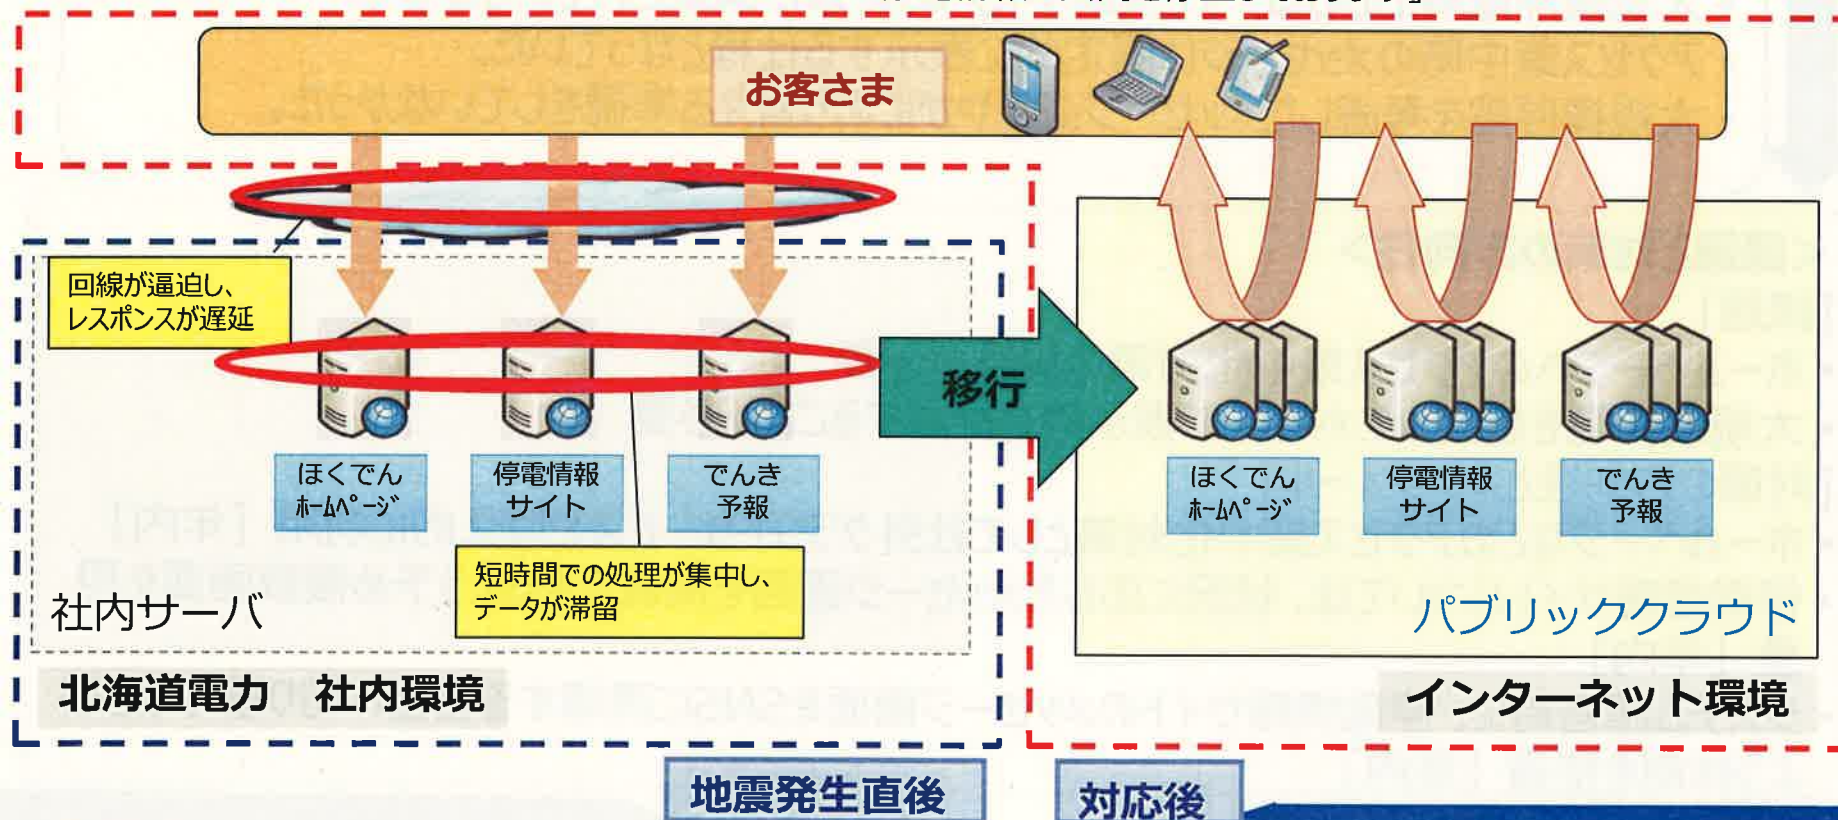 お客さま
回線が逼迫し、
レスポンスが遅延
移行
ほくでん
ﾎｰﾑﾍﾟｰｼﾞ
停電情報
サイト
でんき
予報
ほくでん
ﾎｰﾑﾍﾟｰｼﾞ
停電情報
サイト
でんき
予報
短時間での処理が集中し、
データが滞留
社内サーバ
パブリッククラウド
北海道電力 社内環境
インターネット環境
地震発生直後
対応後